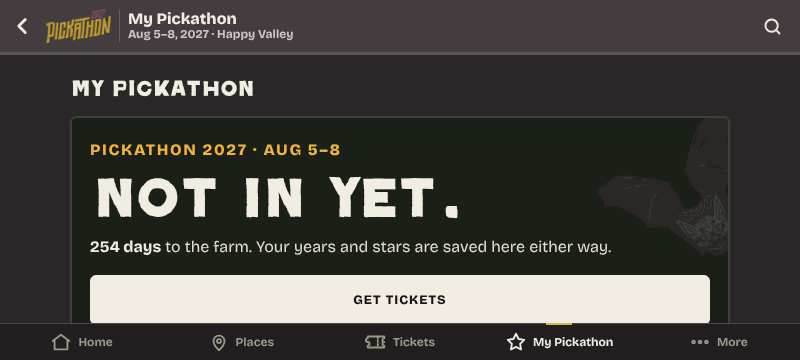 PICKATHON
My Pickathon
Aug 5–8, 2027 · Happy Valley
MY PICKATHON
PICKATHON 2027 · AUG 5–8
NOT IN YET.
254 days to the farm. Your years and stars are saved here either way.
GET TICKETS
Home
Places
Tickets
My Pickathon
More